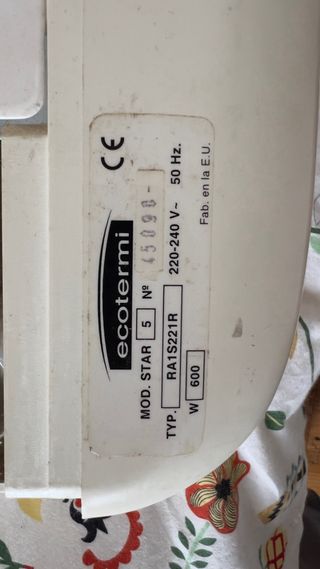 ecotermi
CE
MOD. STAR 5 Nº 45090-
TYP. RA1S221R 220-240 V~ 50 Hz.
W 600
Fab. en la E.U.